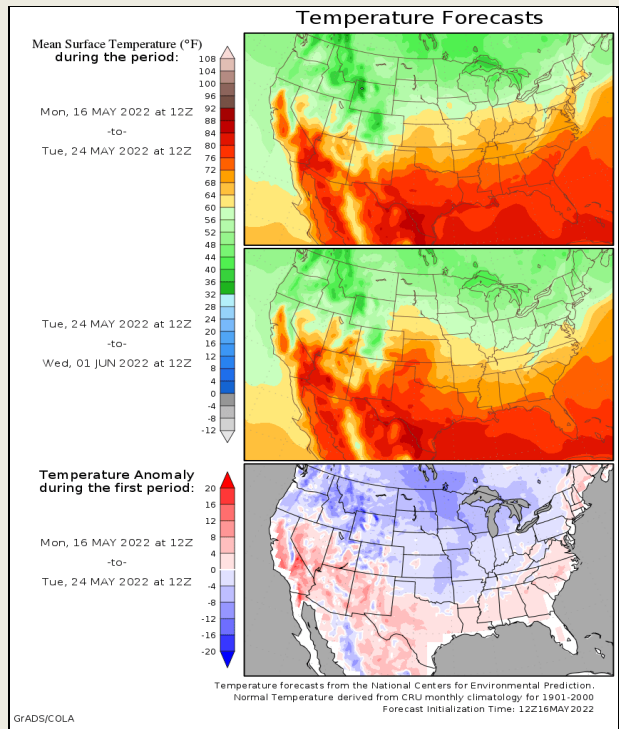 Temperature Forecasts
Mean Surface Temperature (°F)
during the period:
108
104
100
96
92
88
84
80
76
72
68
64
60
56
52
48
44
40
36
32
28
24
20
16
12
8
4
0
-4
-8
-12
Mon, 16 MAY 2022 at 12Z
-to-
Tue, 24 MAY 2022 at 12Z
Tue, 24 MAY 2022 at 12Z
-to-
Wed, 01 JUN 2022 at 12Z
Temperature Anomaly
during the first period:
20
16
12
8
4
0
-4
-8
-12
-16
-20
Mon, 16 MAY 2022 at 12Z
-to-
Tue, 24 MAY 2022 at 12Z
Temperature forecasts from the National Centers for Environmental Prediction.
Normal Temperature derived from CRU monthly climatology for 1901-2000
Forecast Initialization Time: 12Z16MAY2022
GrADS/COLA